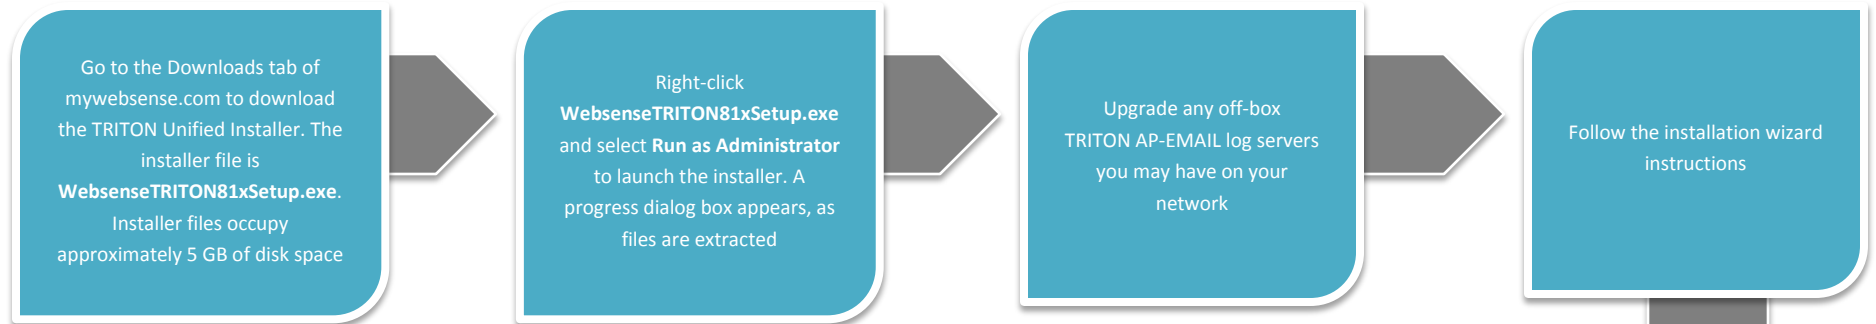 Go to the Downloads tab of
mywebsense.com to download
the TRITON Unified Installer. The
installer file is
WebsenseTRITON81xSetup.exe.
Installer files occupy
approximately 5 GB of disk space
Right-click
WebsenseTRITON81xSetup.exe
and select Run as Administrator
to launch the installer. A
progress dialog box appears, as
files are extracted
Upgrade any off-box
TRITON AP-EMAIL log servers
you may have on your
network
Follow the installation wizard
instructions